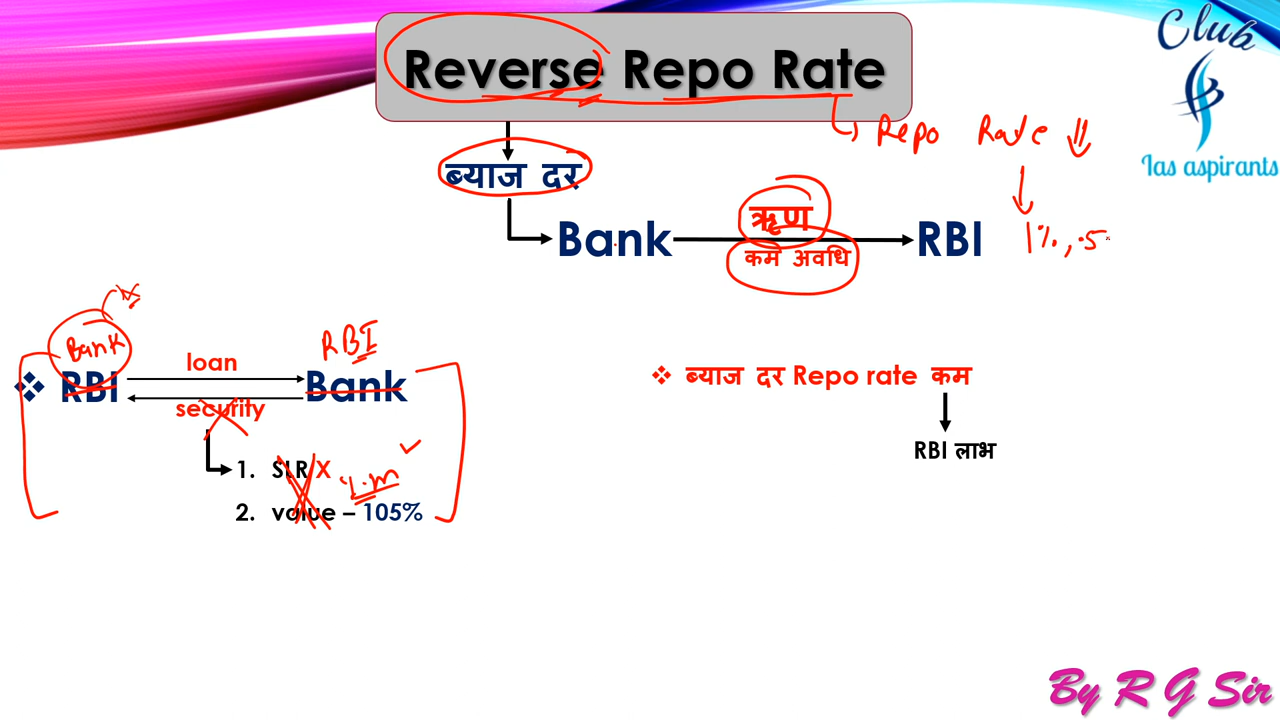 Reverse Repo Rate
Club
Ias aspirants
Repo Rate
ब्याज दर
Bank ऋण RBI
कम अवधि
1%, .5
Bank RBI
RBI loan Bank
security
1. SLR X
2. value – 105%
ब्याज दर Repo rate कम
RBI लाभ
By R G Sir